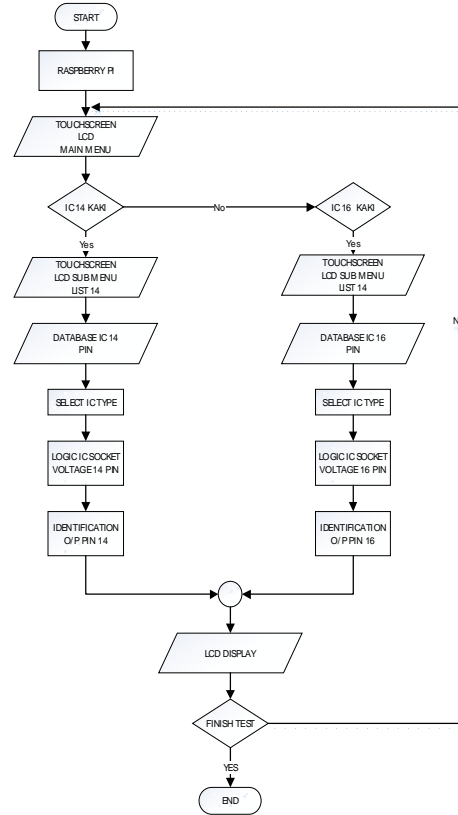 START
RASPBERRY PI
TOUCHSCREEN
LCD
MAIN MENU
IC 14 KAKI
No
IC 16 KAKI
Yes
TOUCHSCREEN
LCD SUB MENU
LIST 14
DATABASE IC 14
PIN
SELECT IC TYPE
LOGIC IC SOCKET
VOLTAGE 14 PIN
IDENTIFICATION
O/P PIN 14
Yes
TOUCHSCREEN
LCD SUB MENU
LIST 14
DATABASE IC 16
PIN
SELECT IC TYPE
LOGIC IC SOCKET
VOLTAGE 16 PIN
IDENTIFICATION
O/P PIN 16
N
LCD DISPLAY
FINISH TEST
YES
END